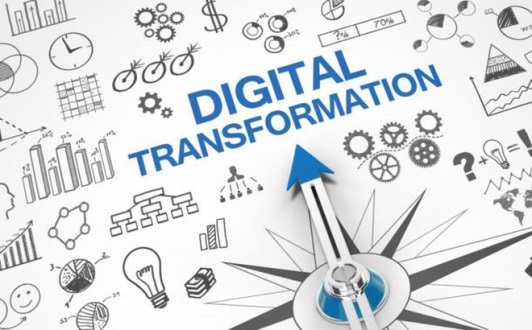 $
?% 70%
DIGITAL
TRANSFORMATION
? !